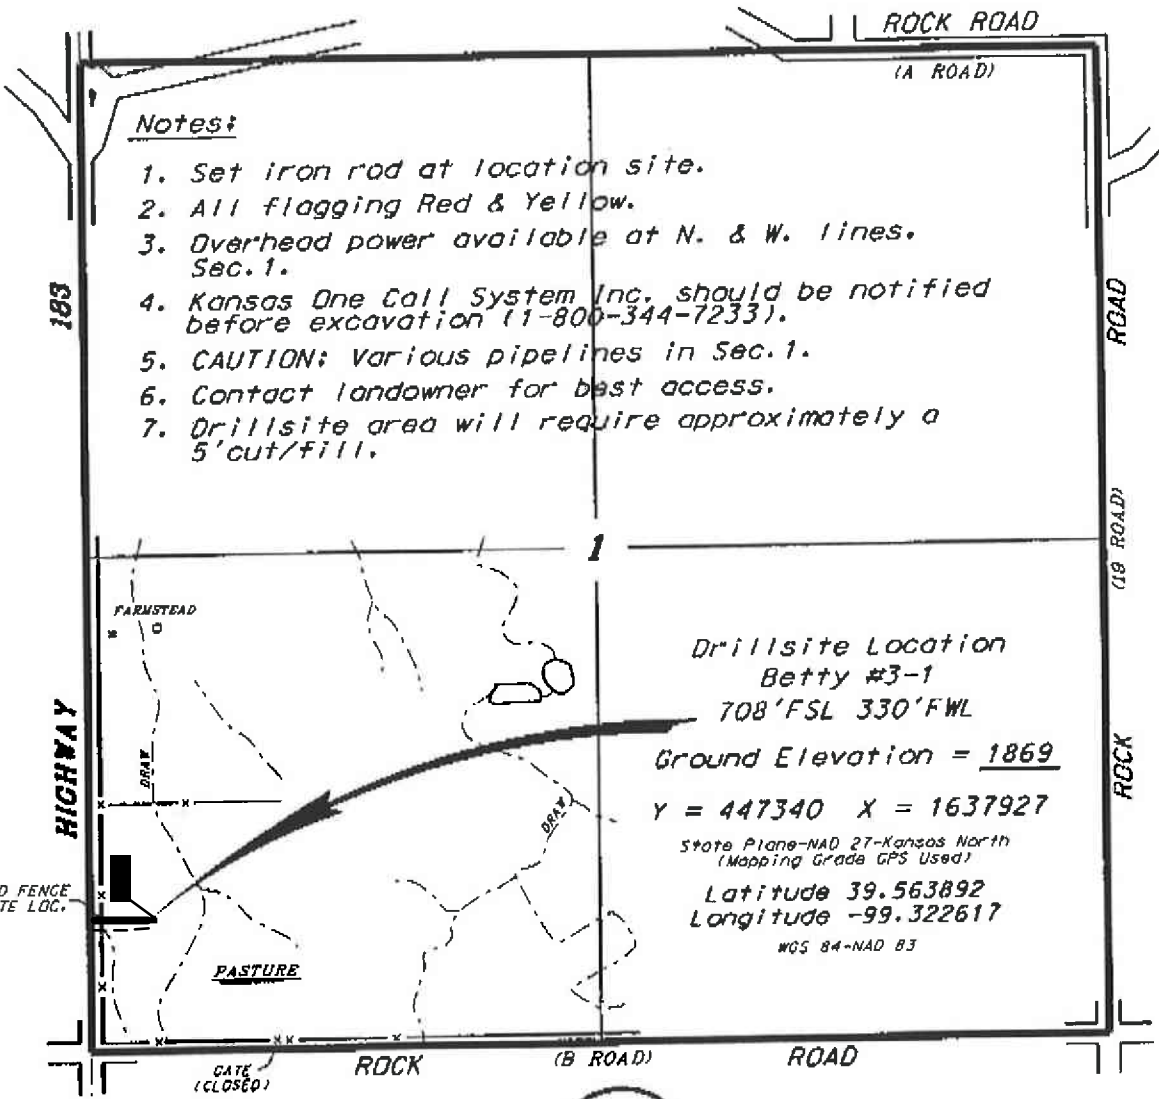 ROCK ROAD
(A ROAD)
Notes:
1. Set iron rod at location site.
2. All flagging Red & Yellow.
3. Overhead power available at N. & W. lines.
Sec. 1.
4. Kansas One Call System Inc. should be notified
before excavation (1-800-344-7233).
5. CAUTION: Various pipelines in Sec. 1.
6. Contact landowner for best access.
7. Drillsite area will require approximately a
5'cut/fill.
183
HIGHWAY
ROAD
(19 ROAD)
ROCK
1
FARMSTEAD
DRAW
DRAW
Drillsite Location
Betty #3-1
708'FSL 330'FWL
Ground Elevation = 1869
Y = 447340 X = 1637927
State Plane-NAD 27-Kansas North
(Mapping Grade GPS Used)
Latitude 39.563892
Longitude -99.322617
WGS 84-NAD 83
FENCE
LOC.
PASTURE
GATE
(CLOSED)
ROCK
(B ROAD)
ROAD